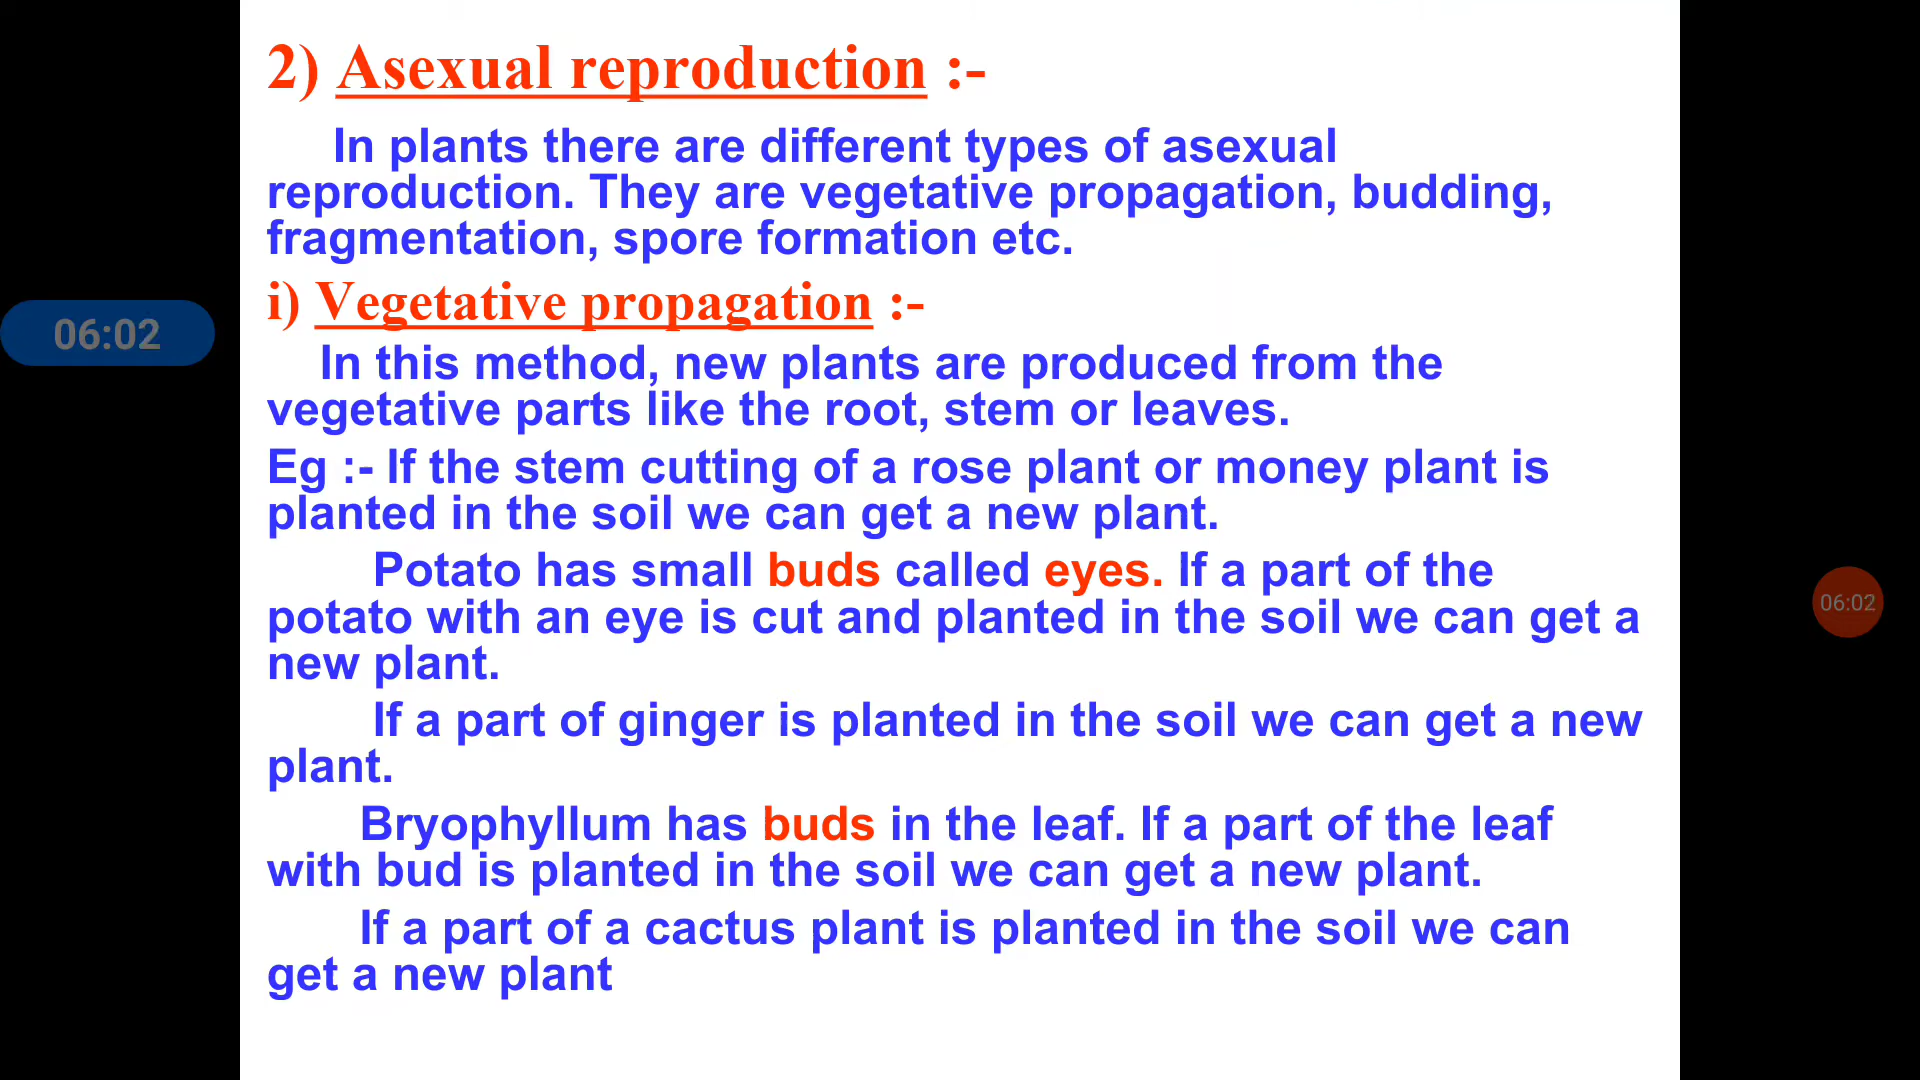 2) Asexual reproduction :-
In plants there are different types of asexual
reproduction. They are vegetative propagation, budding,
fragmentation, spore formation etc.
i) Vegetative propagation :-
06:02
In this method, new plants are produced from the
vegetative parts like the root, stem or leaves.
Eg :- If the stem cutting of a rose plant or money plant is
planted in the soil we can get a new plant.
Potato has small buds called eyes. If a part of the
potato with an eye is cut and planted in the soil we can get a
06:02
new plant.
If a part of ginger is planted in the soil we can get a new
plant.
Bryophyllum has buds in the leaf. If a part of the leaf
with bud is planted in the soil we can get a new plant.
If a part of a cactus plant is planted in the soil we can
get a new plant